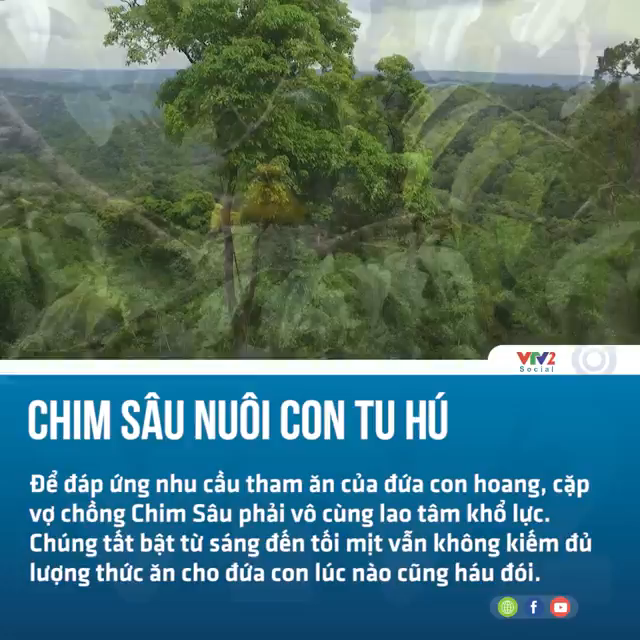 VTV2
Social
CHIM SÂU NUÔI CON TU HÚ
Để đáp ứng nhu cầu tham ăn của đứa con hoang, cặp
vợ chồng Chim Sâu phải vô cùng lao tâm khổ lực.
Chúng tất bật từ sáng đến tối mịt vẫn không kiếm đủ
lượng thức ăn cho đứa con lúc nào cũng háu đói.